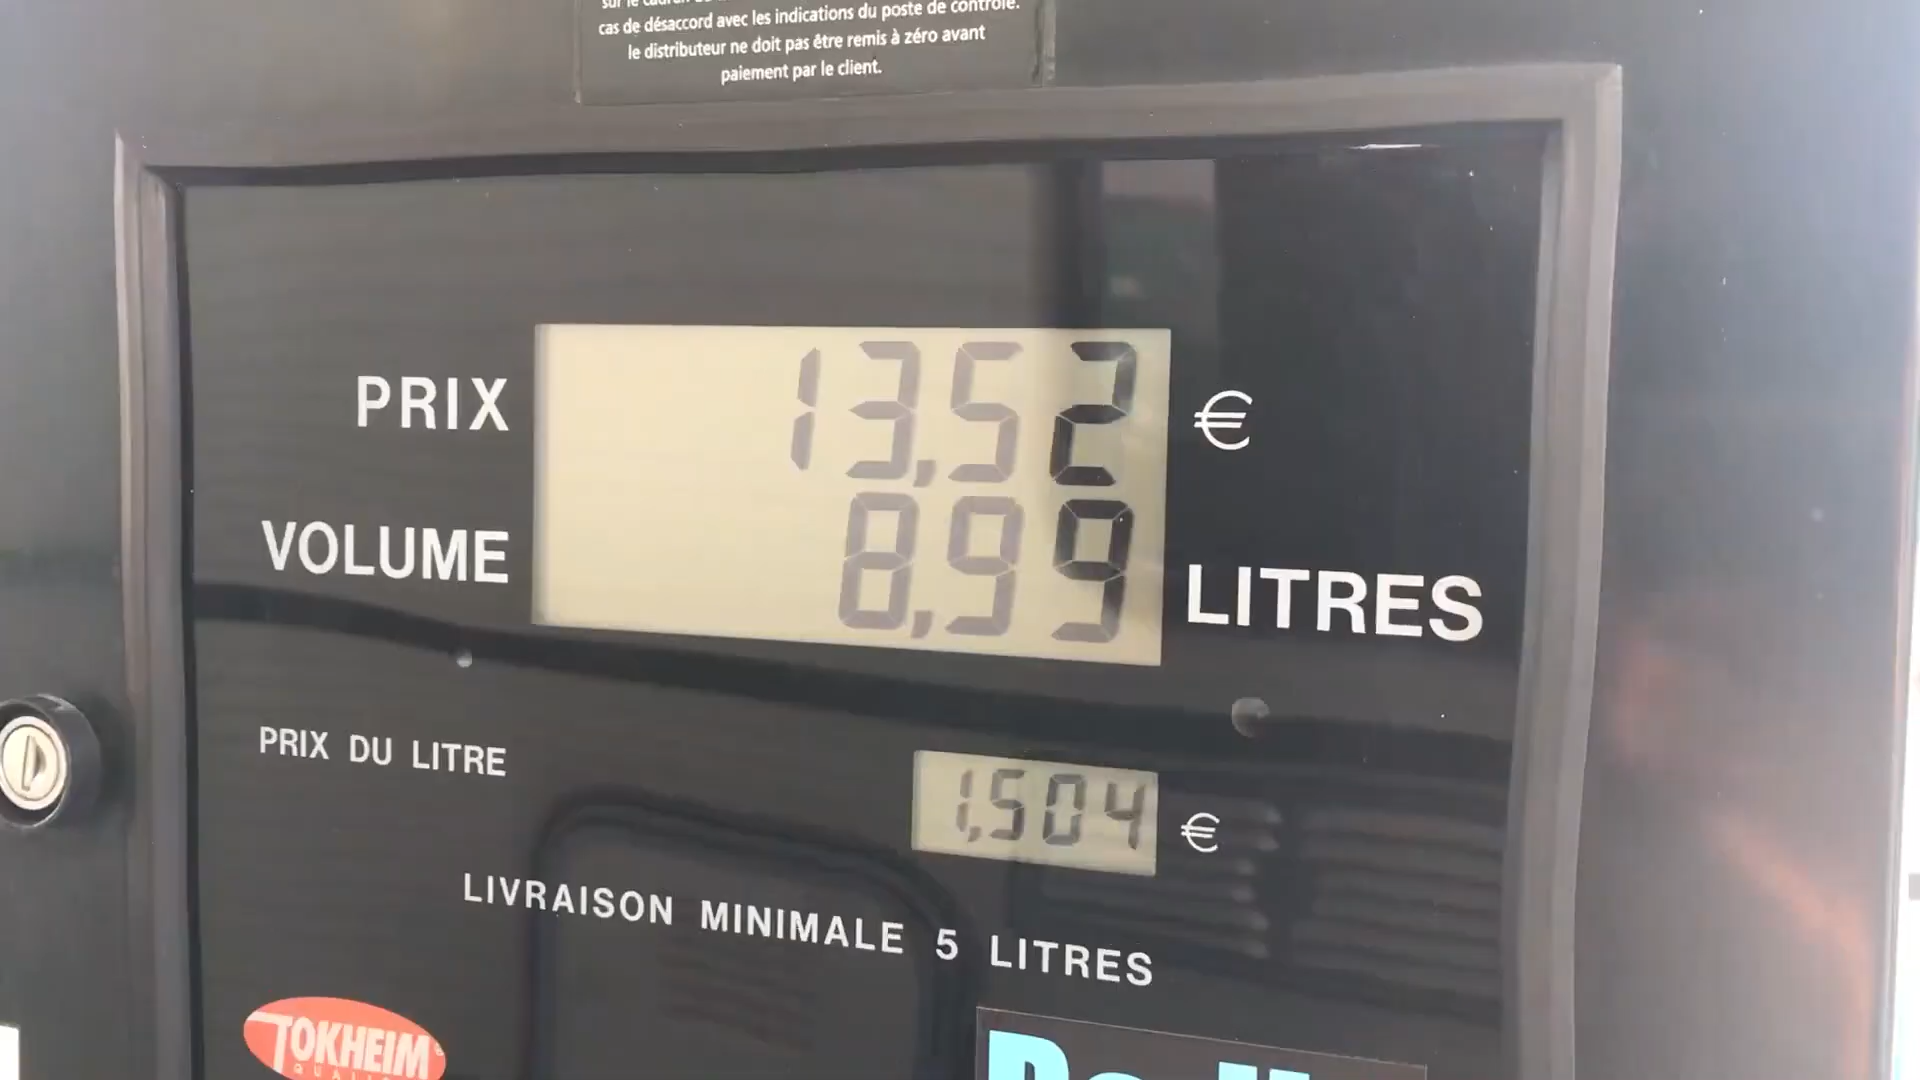 cas de désaccord avec les indications du poste de contrôle.
le distributeur ne doit pas être remis à zéro avant
paiement par le client.
PRIX 13,52 €
VOLUME 8,99 LITRES
PRIX DU LITRE 1,504 €
LIVRAISON MINIMALE 5 LITRES
TOKHEIM